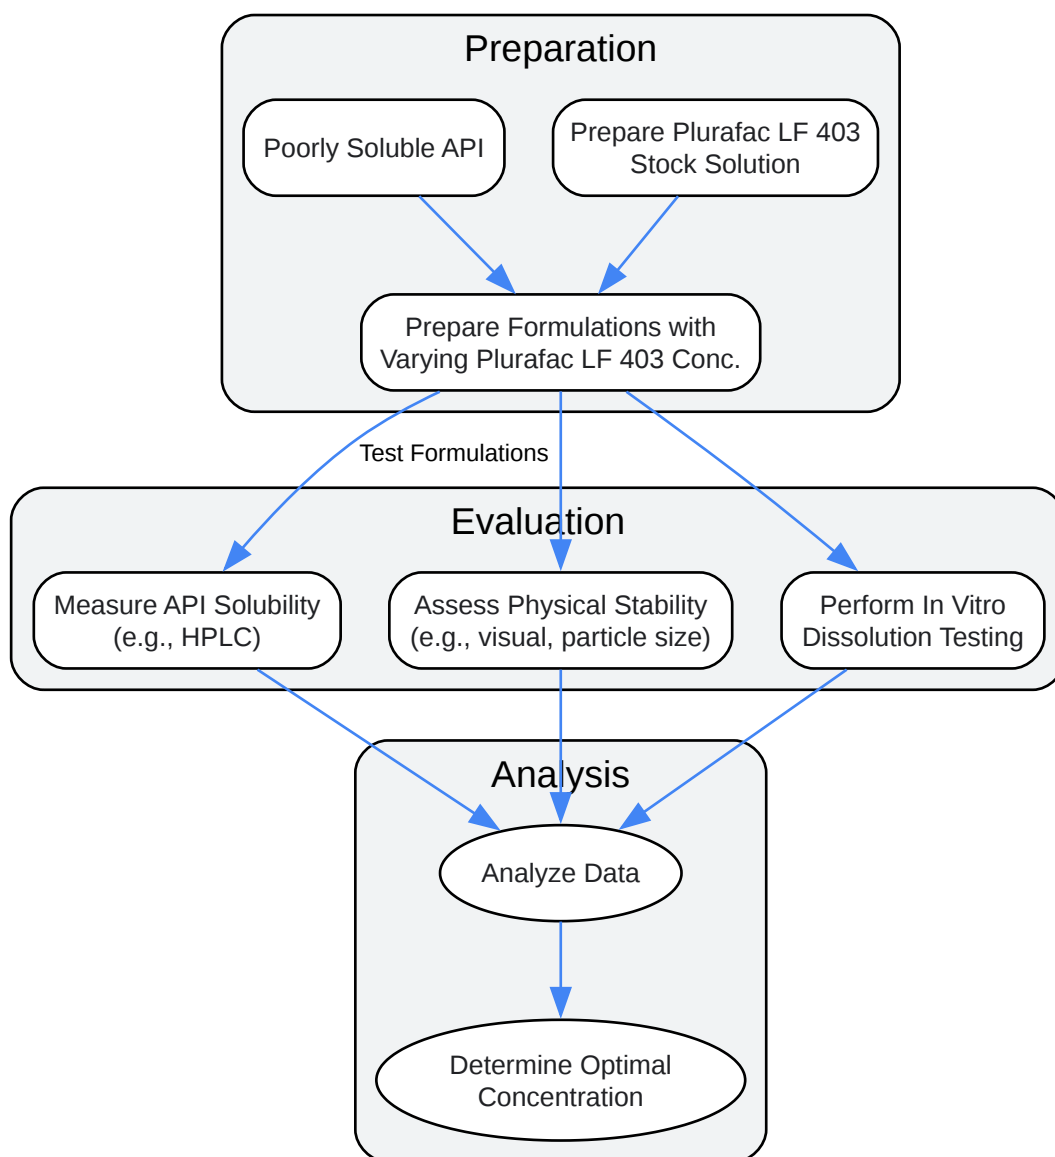 Preparation
Poorly Soluble API
Prepare Plurafac LF 403
Stock Solution
Prepare Formulations with
Varying Plurafac LF 403 Conc.
Test Formulations
Evaluation
Measure API Solubility
(e.g., HPLC)
Assess Physical Stability
(e.g., visual, particle size)
Perform In Vitro
Dissolution Testing
Analysis
Analyze Data
Determine Optimal
Concentration